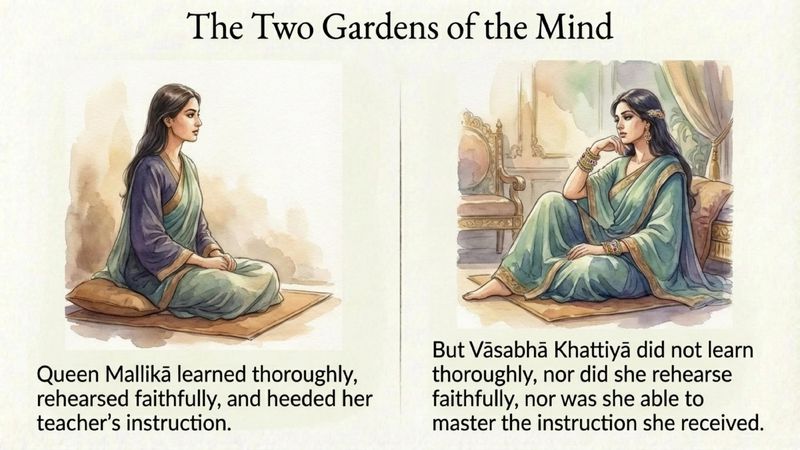 The Two Gardens of the Mind
Queen Mallikā learned thoroughly,
rehearsed faithfully, and heeded her
teacher’s instruction.
But Vāsabhā Khattiyā did not learn
thoroughly, nor did she rehearse
faithfully, nor was she able to
master the instruction she received.